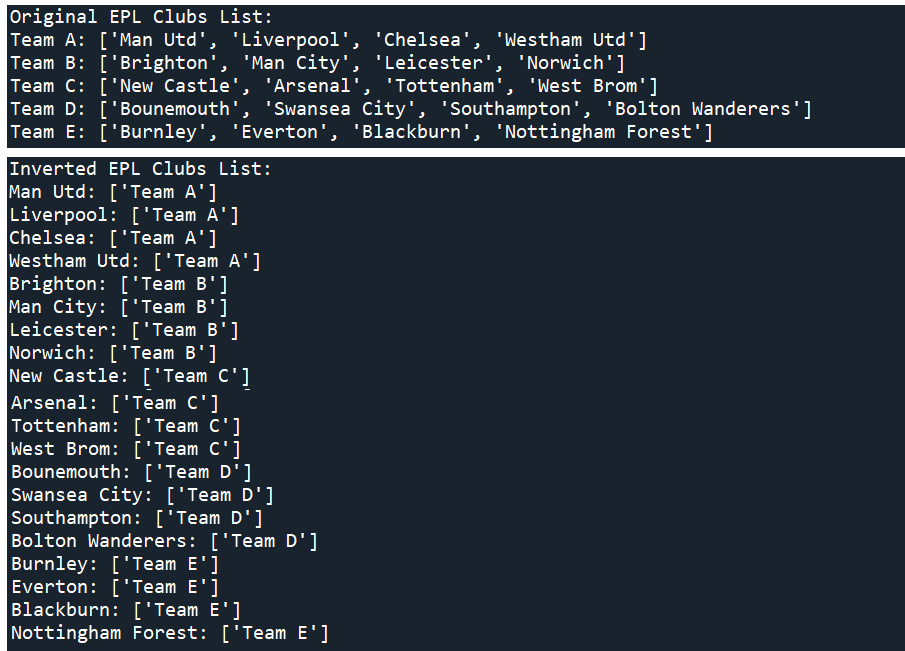 Original EPL Clubs List:
Team A: ['Man Utd', 'Liverpool', 'Chelsea', 'Westham Utd']
Team B: ['Brighton', 'Man City', 'Leicester', 'Norwich']
Team C: ['New Castle', 'Arsenal', 'Tottenham', 'West Brom']
Team D: ['Bounemouth', 'Swansea City', 'Southampton', 'Bolton Wanderers']
Team E: ['Burnley', 'Everton', 'Blackburn', 'Nottingham Forest']
Inverted EPL Clubs List:
Man Utd: ['Team A']
Liverpool: ['Team A']
Chelsea: ['Team A']
Westham Utd: ['Team A']
Brighton: ['Team B']
Man City: ['Team B']
Leicester: ['Team B']
Norwich: ['Team B']
New Castle: ['Team C']
Arsenal: ['Team C']
Tottenham: ['Team C']
West Brom: ['Team C']
Bounemouth: ['Team D']
Swansea City: ['Team D']
Southampton: ['Team D']
Bolton Wanderers: ['Team D']
Burnley: ['Team E']
Everton: ['Team E']
Blackburn: ['Team E']
Nottingham Forest: ['Team E']